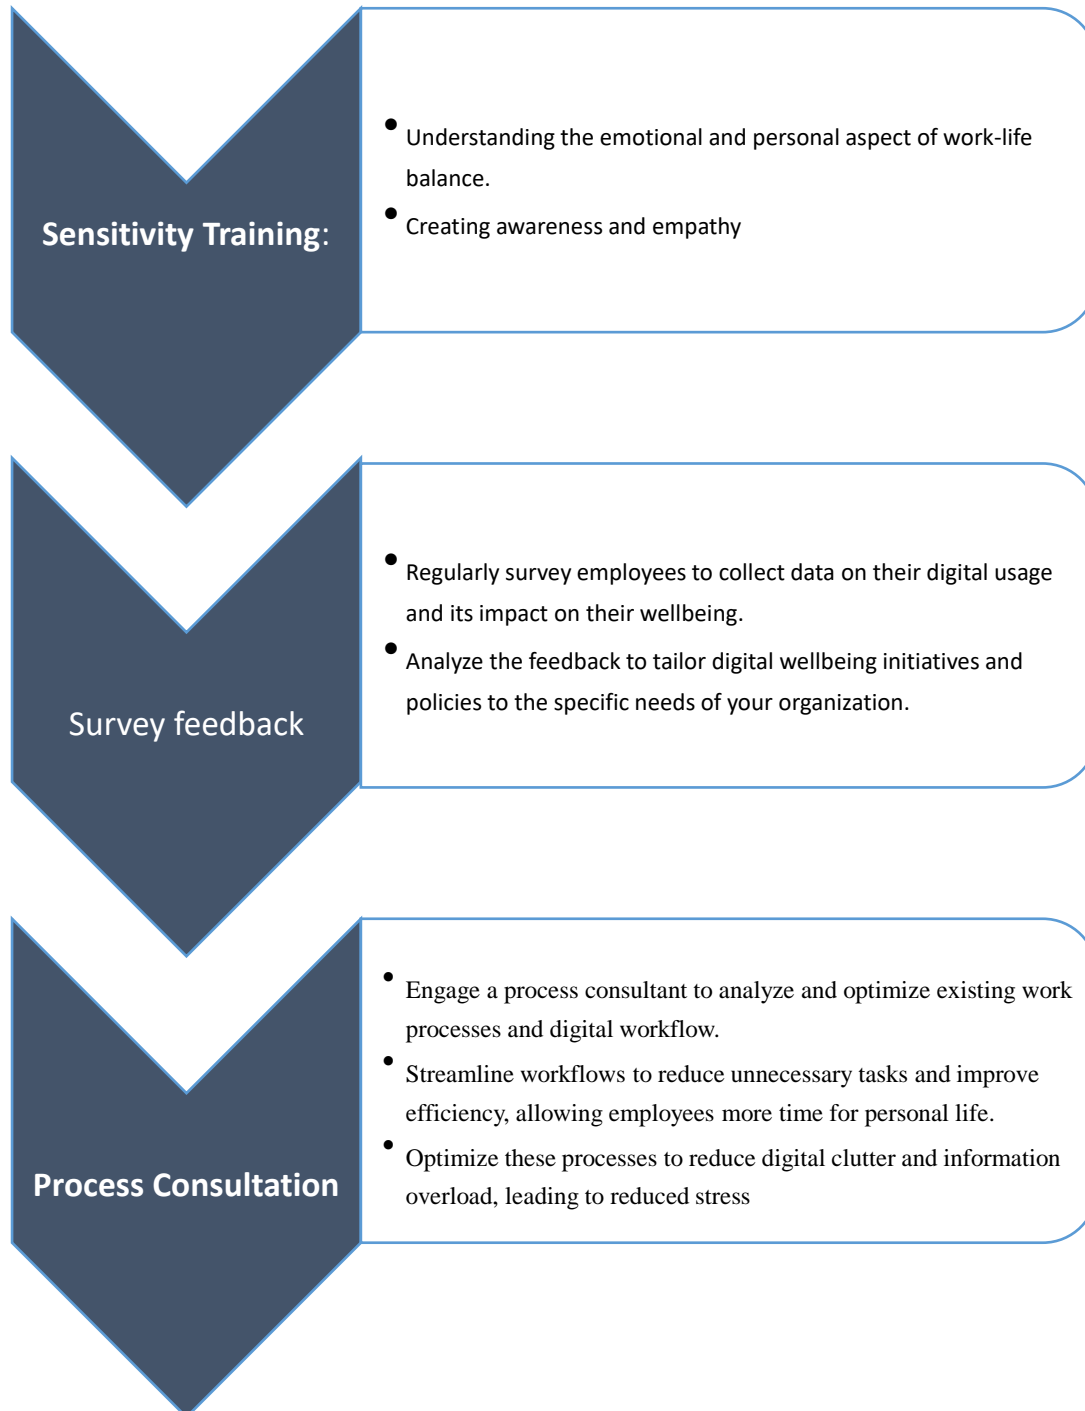 Sensitivity Training:
• Understanding the emotional and personal aspect of work-life
balance.
• Creating awareness and empathy
Survey feedback
• Regularly survey employees to collect data on their digital usage
and its impact on their wellbeing.
• Analyze the feedback to tailor digital wellbeing initiatives and
policies to the specific needs of your organization.
Process Consultation
• Engage a process consultant to analyze and optimize existing work
processes and digital workflow.
• Streamline workflows to reduce unnecessary tasks and improve
efficiency, allowing employees more time for personal life.
• Optimize these processes to reduce digital clutter and information
overload, leading to reduced stress